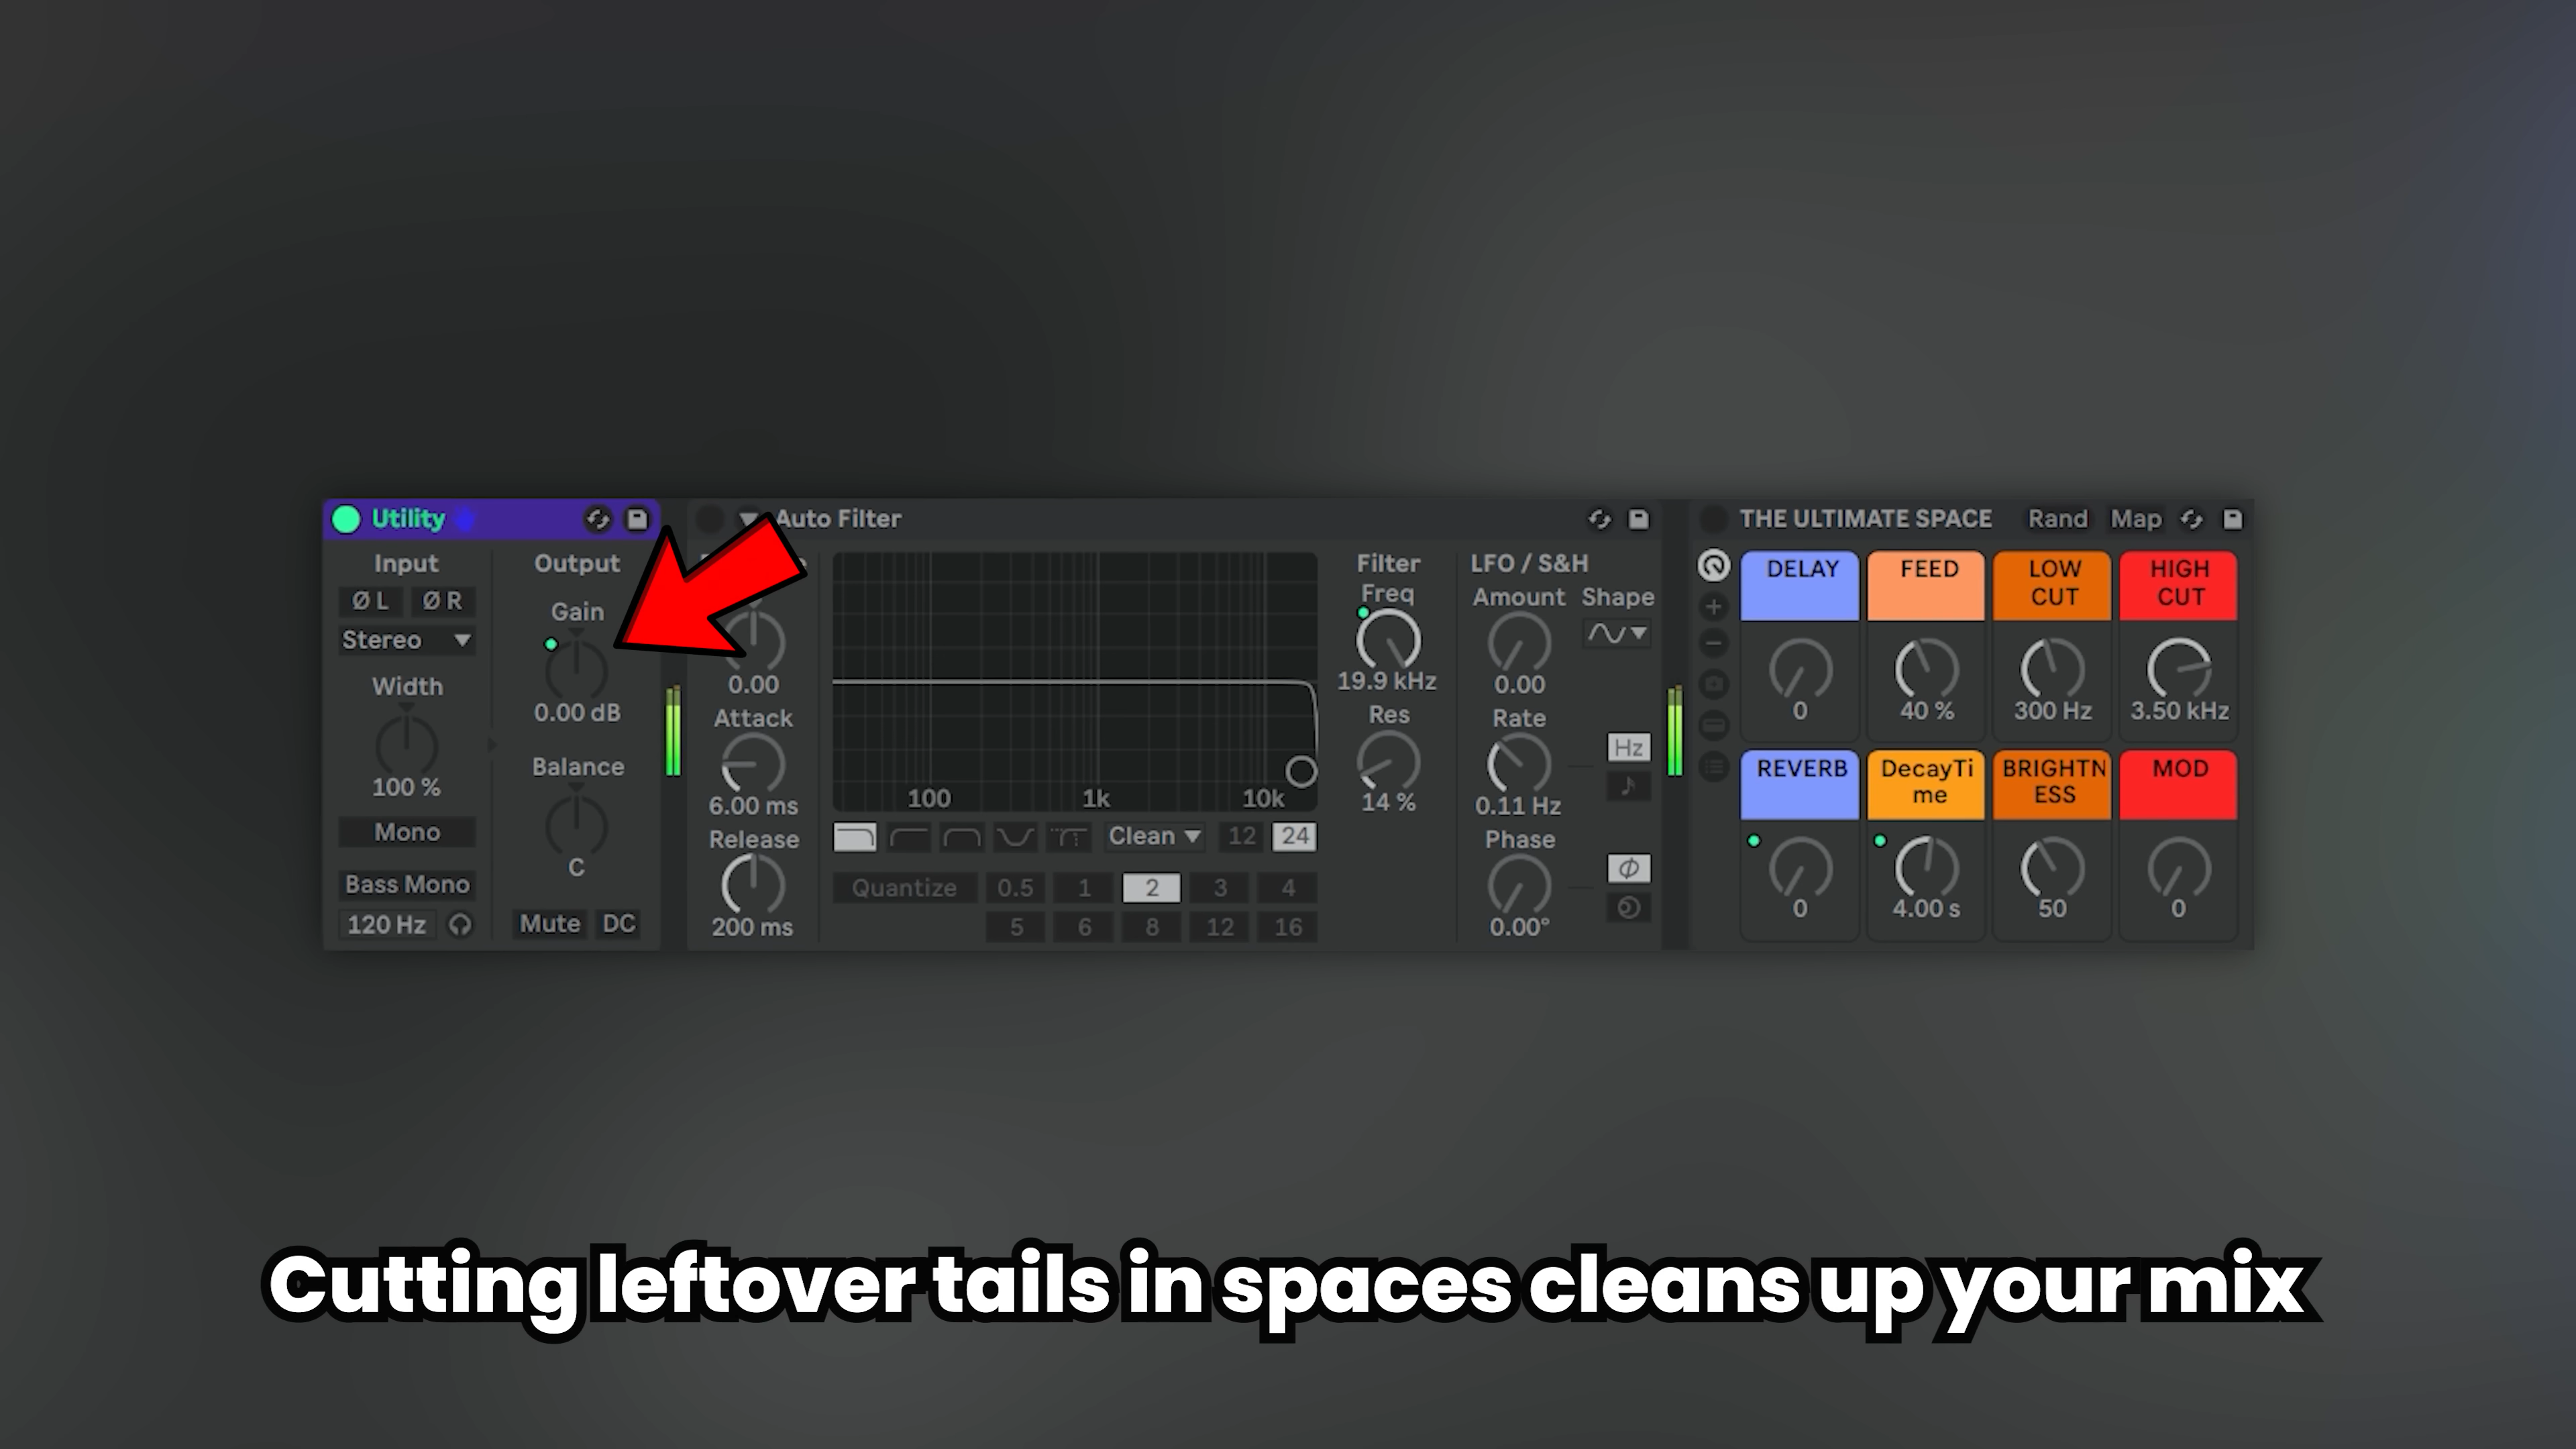 Utility
Input
Output
Ø L
Ø R
Gain
Stereo
Width
0.00 dB
Balance
100 %
Mono
C
Bass Mono
120 Hz
Mute
DC
Auto Filter
0.00
Attack
6.00 ms
Release
200 ms
100
1k
10k
Clean
12
24
Quantize
0.5
1
2
3
4
5
6
8
12
16
Filter
Freq
19.9 kHz
Res
14 %
LFO / S&H
Amount
Shape
0.00
Rate
Hz
0.11 Hz
Phase
0.00°
THE ULTIMATE SPACE
Rand
Map
DELAY
FEED
LOW
CUT
HIGH
CUT
0
40 %
300 Hz
3.50 kHz
REVERB
DecayTi
me
BRIGHTN
ESS
MOD
0
4.00 s
50
0
Cutting leftover tails in spaces cleans up your mix